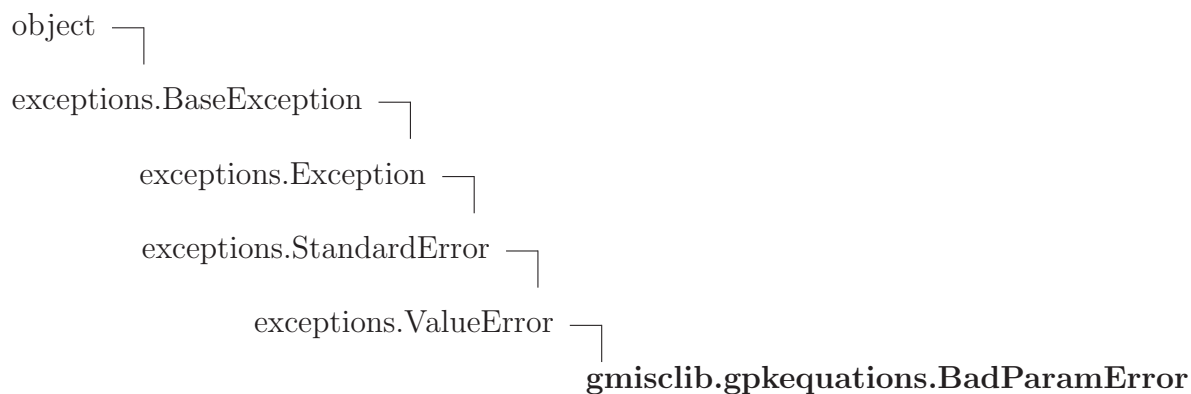 object
exceptions.BaseException
exceptions.Exception
exceptions.StandardError
exceptions.ValueError
gmisclib.gpkequations.BadParamError